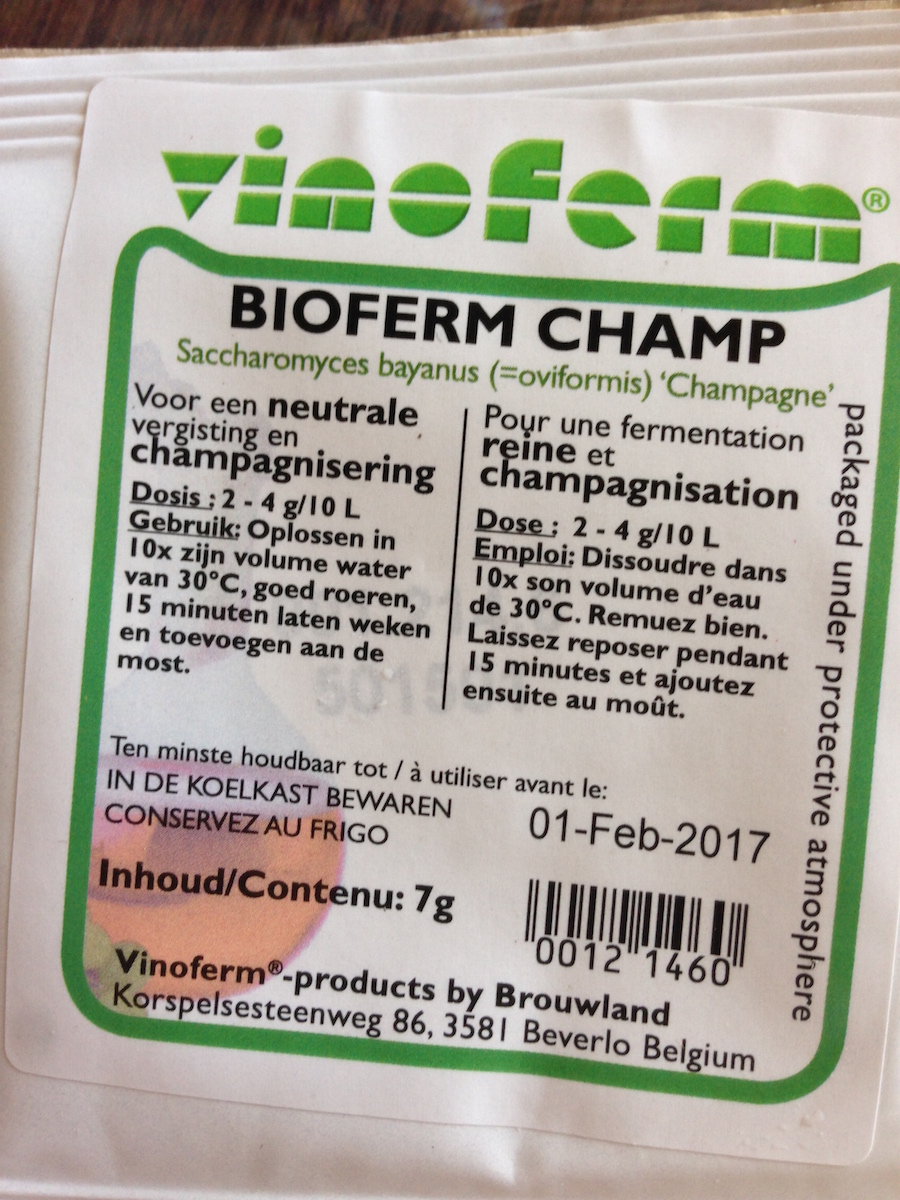 vinoferm®
BIOFERM CHAMP
Saccharomyces bayanus (=oviformis) 'Champagne'
Voor een neutrale
vergisting en
champagnisering
Dosis : 2 - 4 g/10 L
Gebruik: Oplossen in
10x zijn volume water
van 30°C, goed roeren,
15 minuten laten weken
en toevoegen aan de
most.
Pour une fermentation
reine et
champagnisation
Dose : 2 - 4 g/10 L
Emploi: Dissoudre dans
10x son volume d'eau
de 30°C. Remuez bien.
Laissez reposer pendant
15 minutes et ajoutez
ensuite au moût.
packaged under protective atmosphere
Ten minste houdbaar tot / à utiliser avant le:
IN DE KOELKAST BEWAREN
CONSERVEZ AU FRIGO
01-Feb-2017
Inhoud/Contenu: 7g
0012 1460
Vinoferm®-products by Brouwland
Korspelsesteenweg 86, 3581 Beverlo Belgium